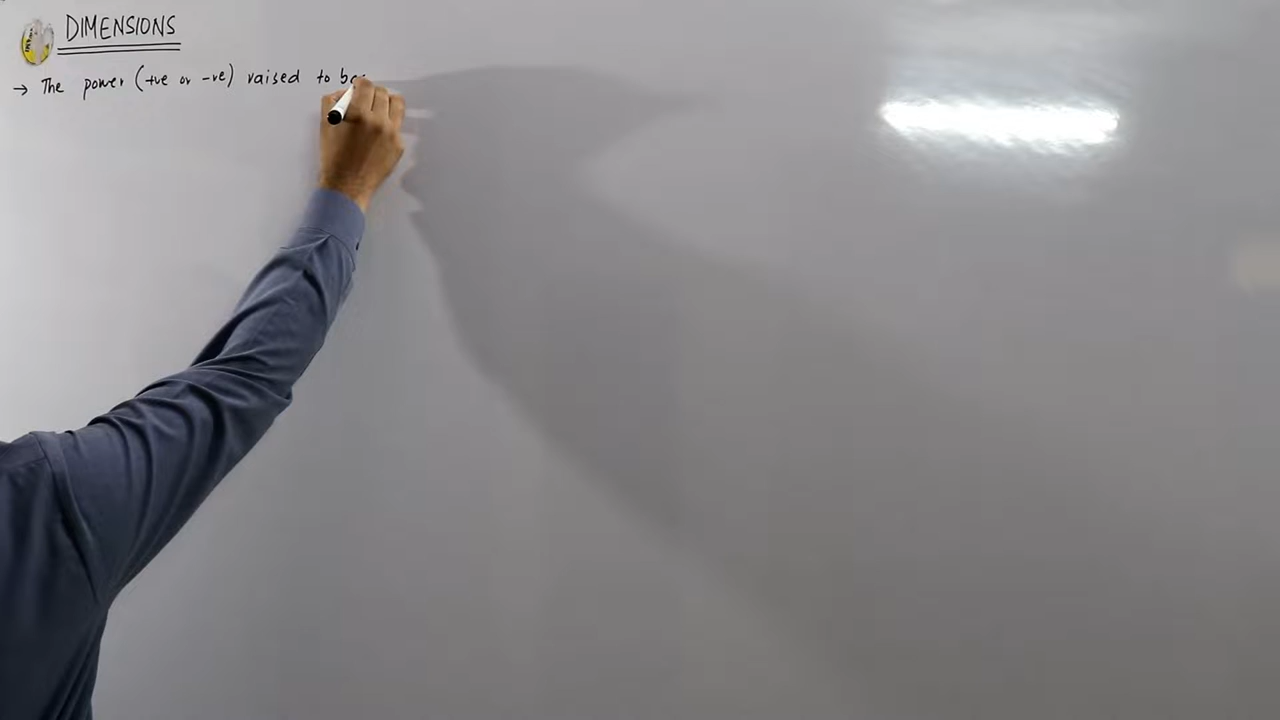 DIMENSIONS
→ The power (+ve or -ve) raised to